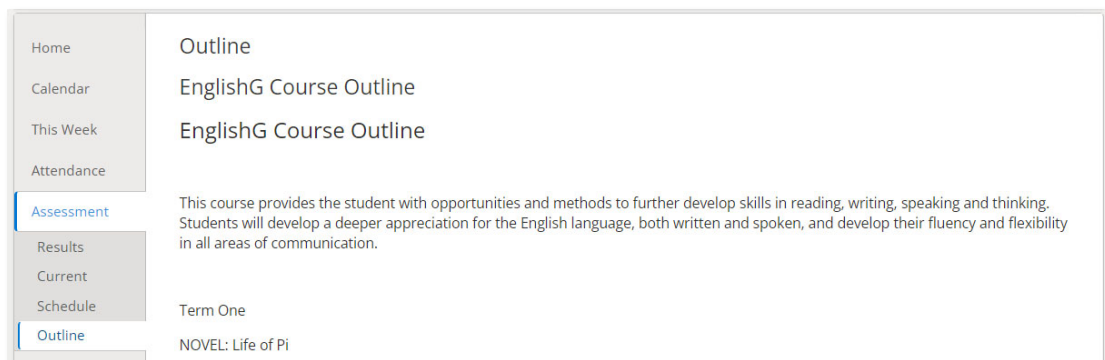 Home
Calendar
This Week
Attendance
Assessment
Results
Current
Schedule
Outline
Outline
EnglishG Course Outline
EnglishG Course Outline
This course provides the student with opportunities and methods to further develop skills in reading, writing, speaking and thinking.
Students will develop a deeper appreciation for the English language, both written and spoken, and develop their fluency and flexibility
in all areas of communication.
Term One
NOVEL: Life of Pi